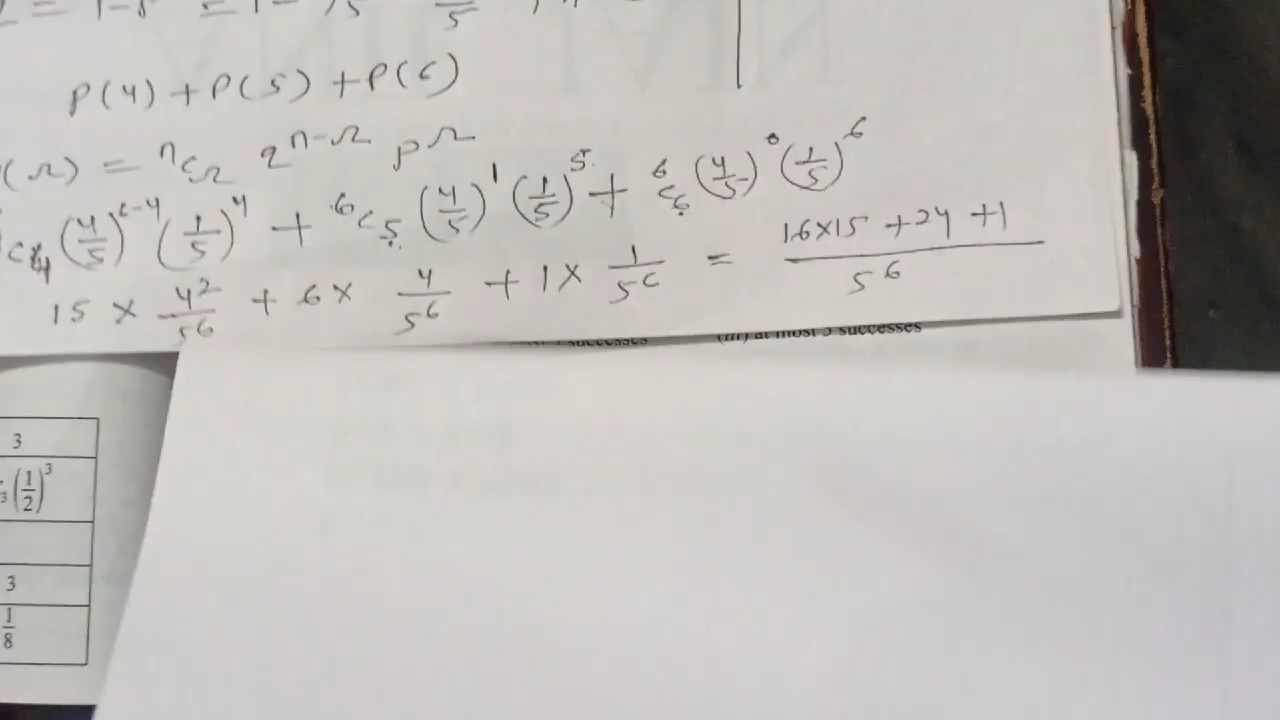 P(4) + P(5) + P(6)
(r) = ⁿCᵣ qⁿ⁻ʳ pʳ
C₄ (4/5)⁶⁻⁴ (1/5)⁴ + ⁶C₅ (4/5)¹ (1/5)⁵ + ⁶C₆ (4/5)⁰ (1/5)⁶
15 × 4²/5⁶ + 6 × 4/5⁶ + 1 × 1/5⁶ = (16×15 + 24 + 1)/5⁶
successes (iii) at most 5 successes
3
₃(1/2)³
3
1/8